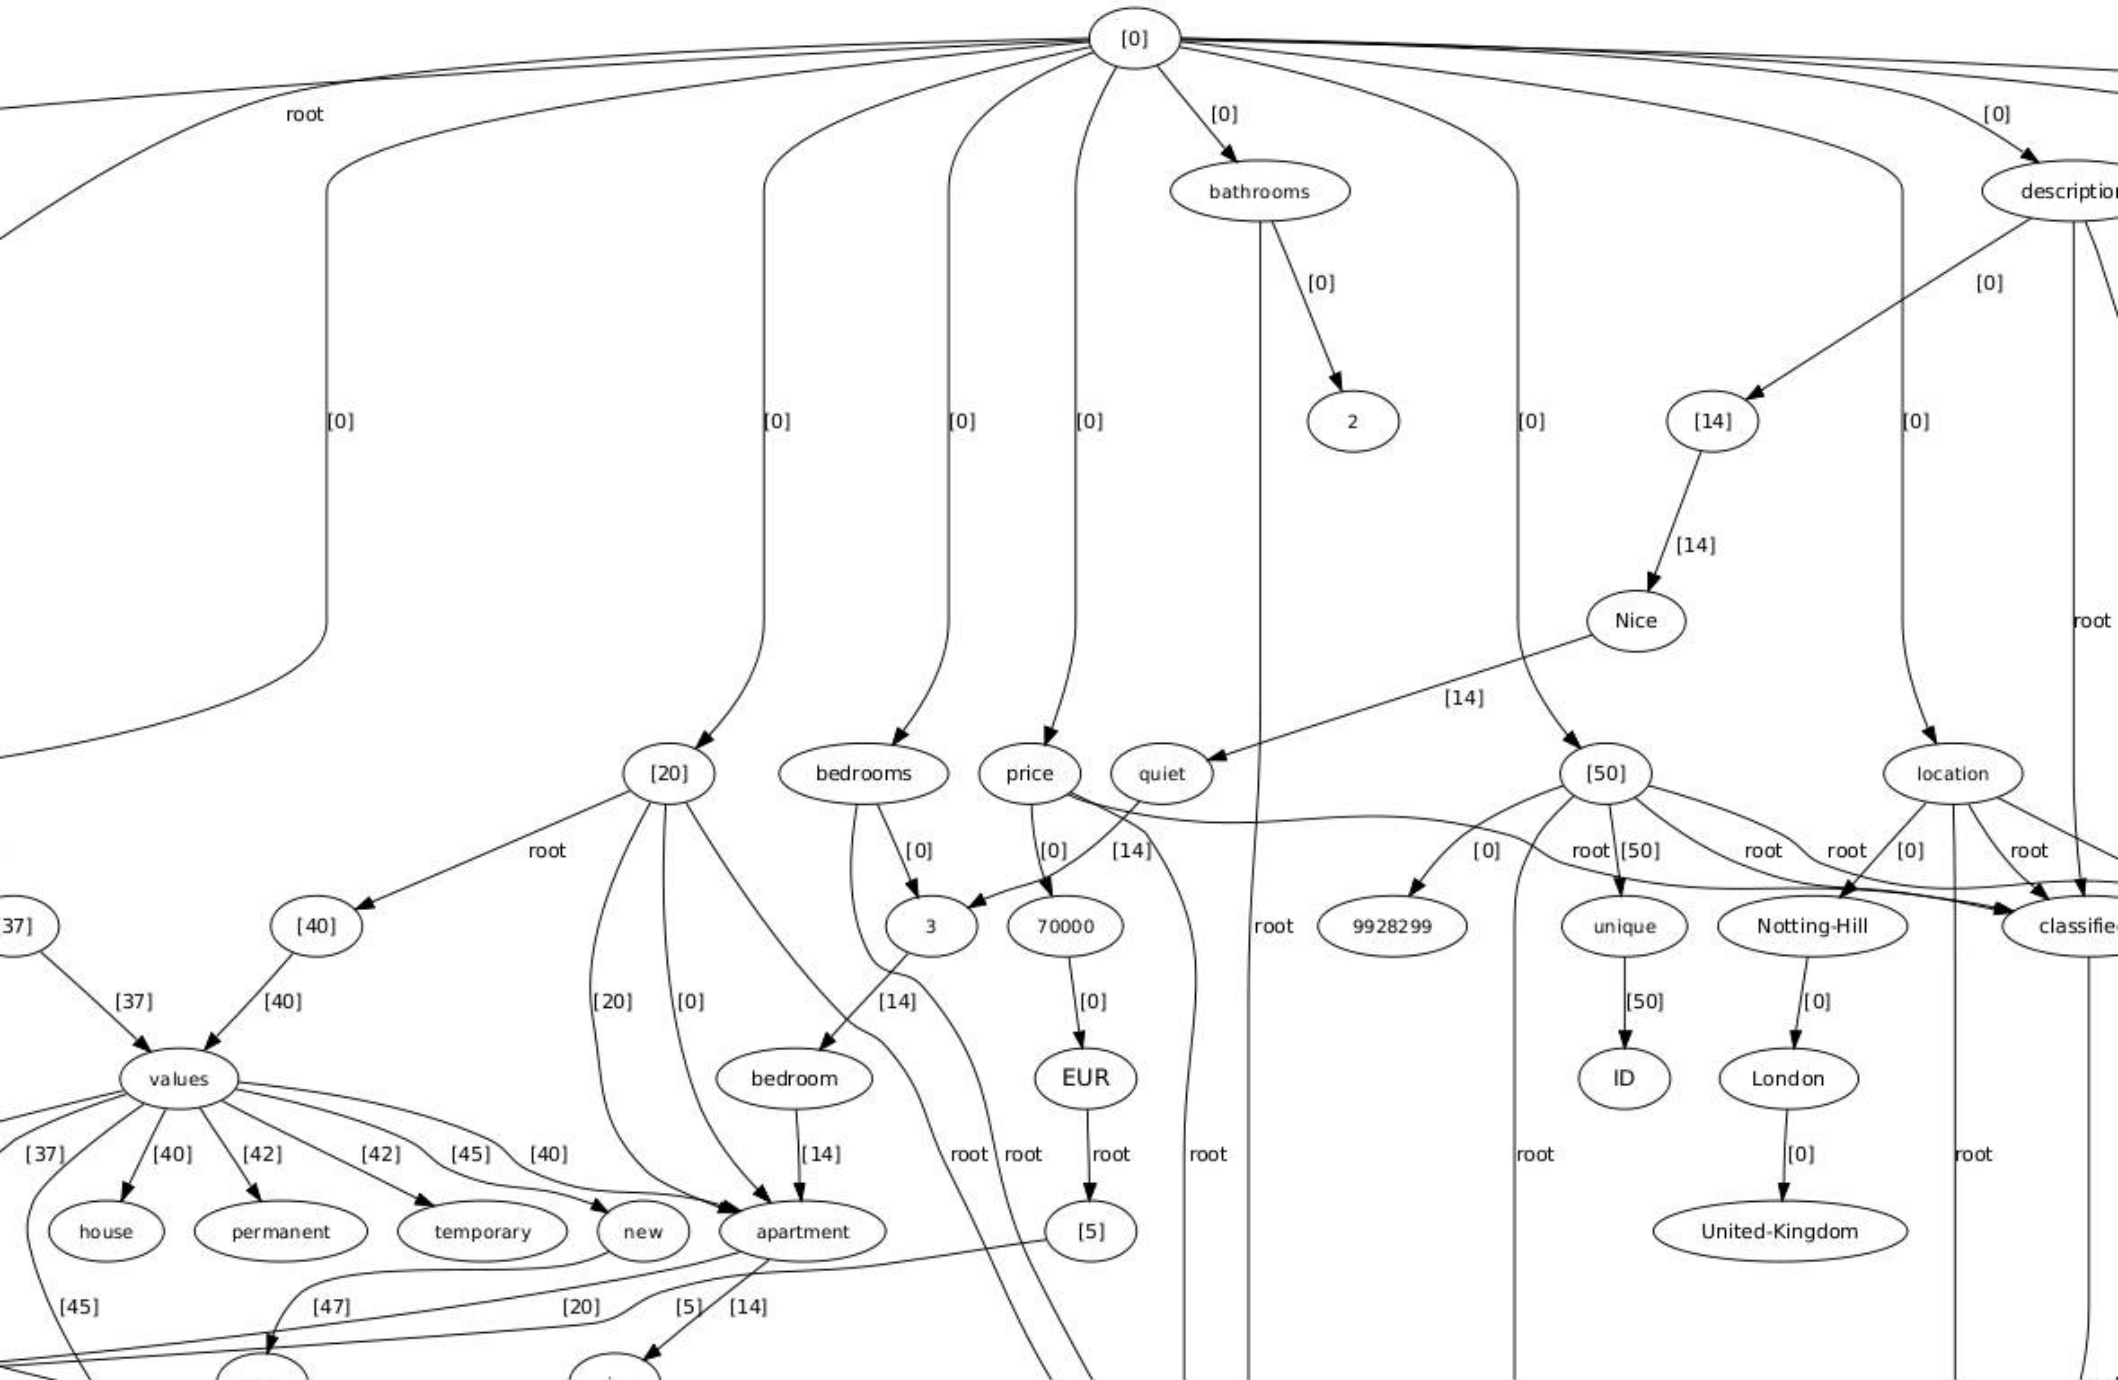 [0]
root
[0]
[0]
bathrooms
description
[0]
[0]
[0]
[0]
[0]
[0]
2
[0]
[14]
[0]
[14]
Nice
root
[14]
[20]
bedrooms
price
quiet
[50]
location
root
[0]
[0]
[14]
[0]
root
[50]
root
root
[0]
root
37]
[40]
3
70000
root
9928299
unique
Notting-Hill
classifie
[37]
[40]
[20]
[0]
[14]
[0]
[50]
[0]
values
bedroom
EUR
ID
London
[37]
[40]
[42]
[42]
[45]
[40]
[14]
root
root
root
root
root
[0]
root
house
permanent
temporary
new
apartment
[5]
United-Kingdom
[45]
[47]
[20]
[5]
[14]